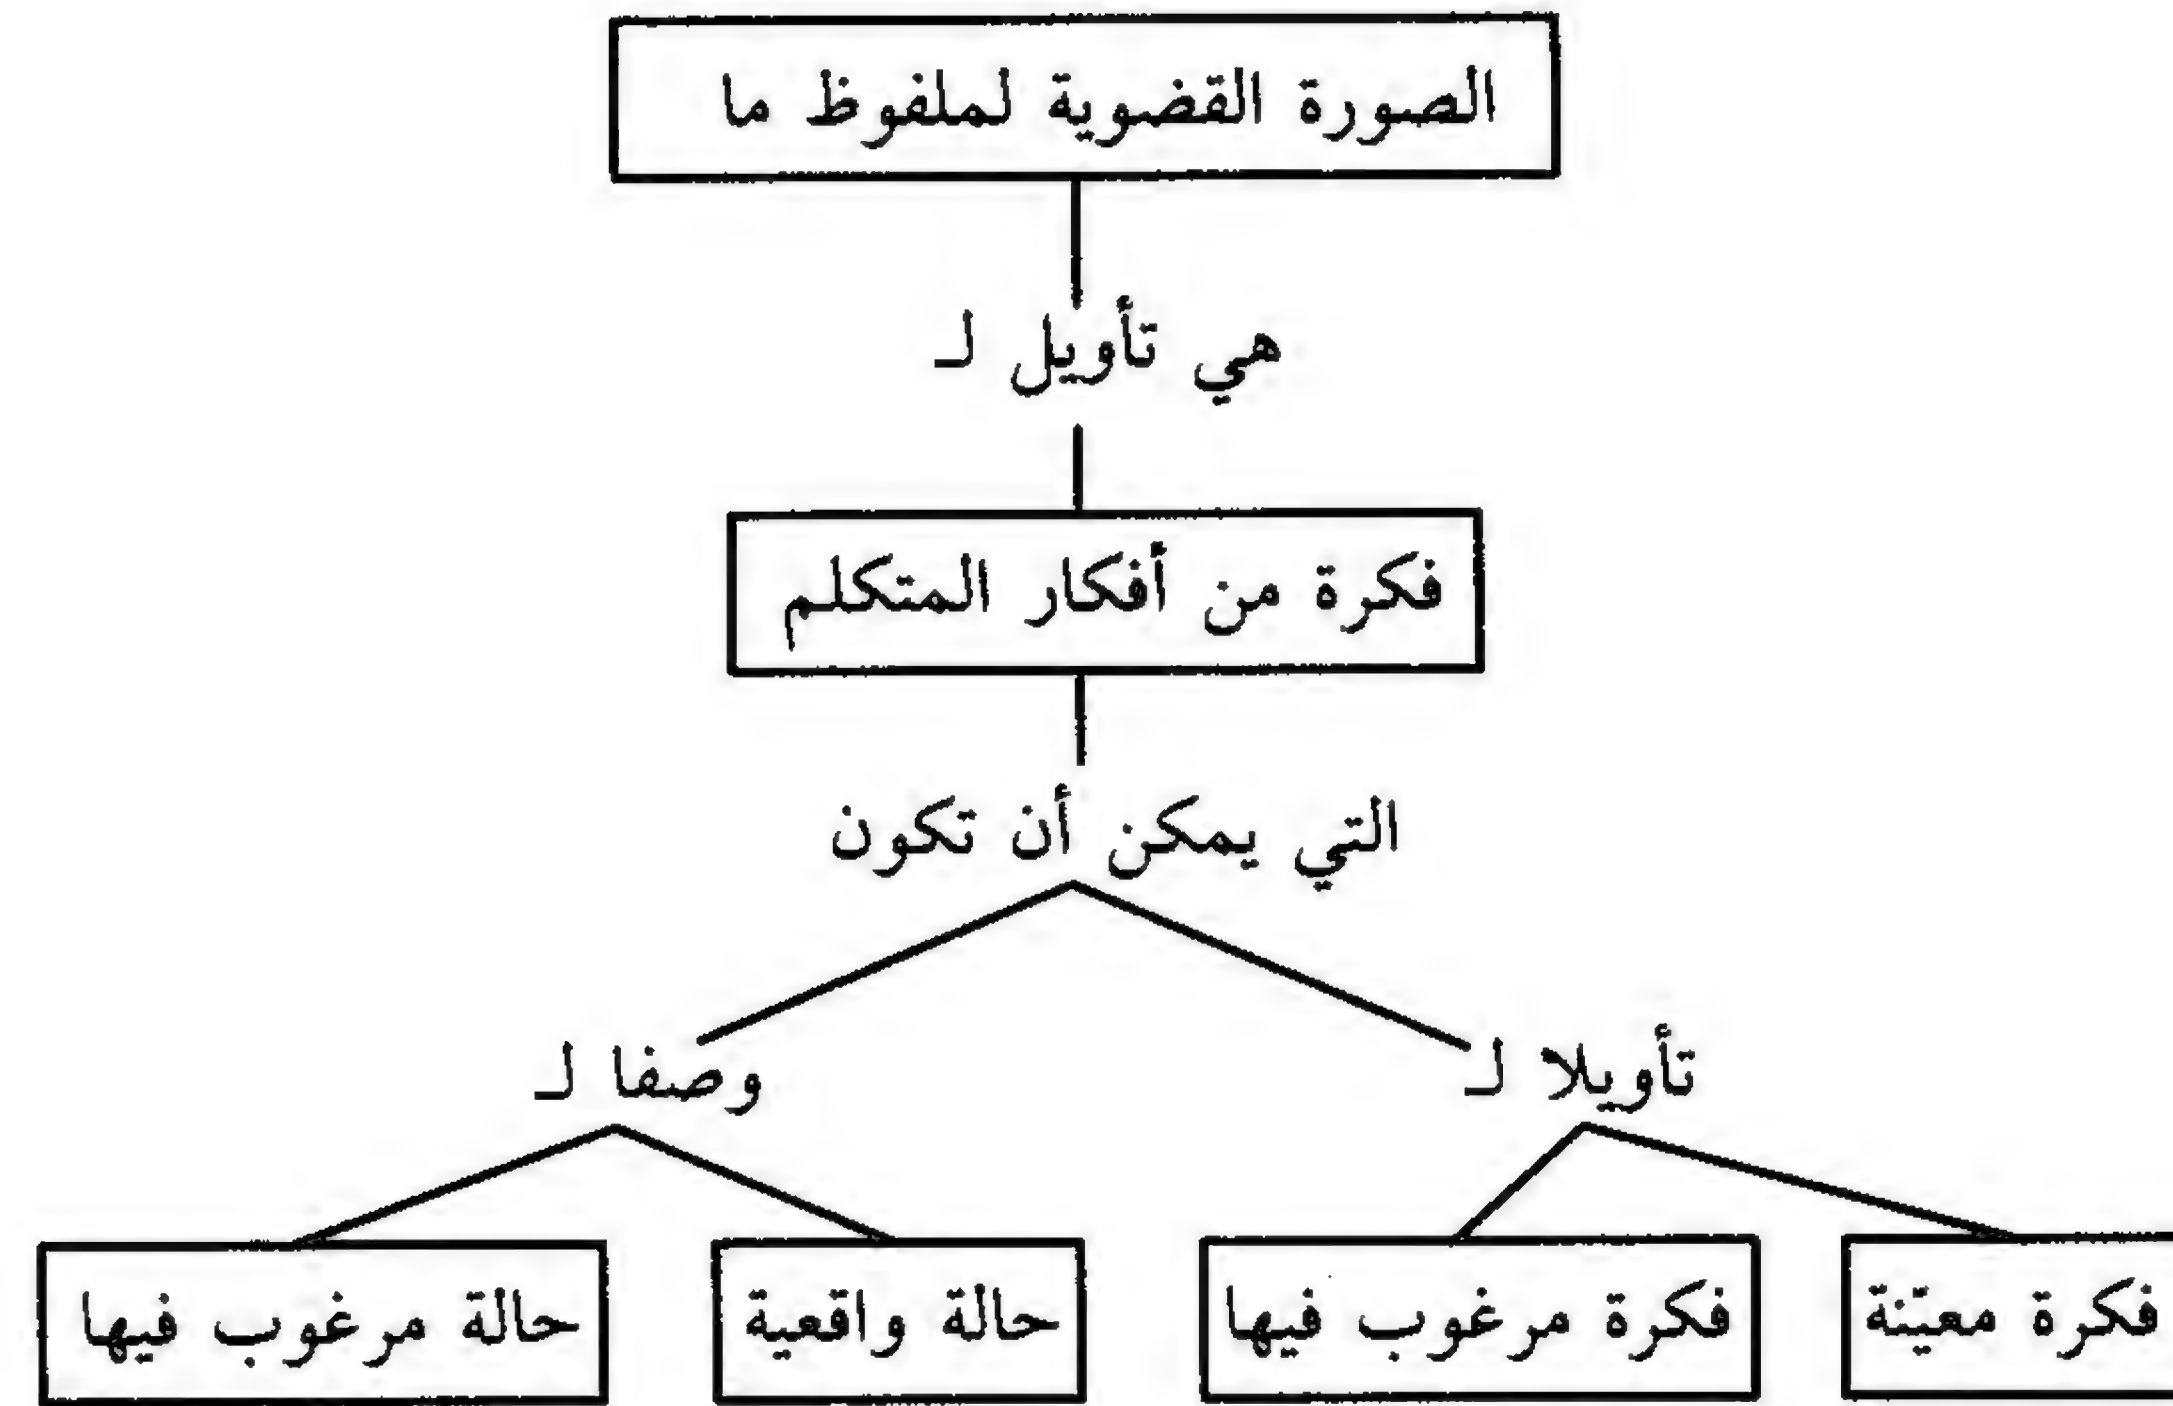 الصورة القضوية لملفوظ ما
هي تأويل لـ
فكرة من أفكار المتكلم
التي يمكن أن تكون
تأويلا لـ وصفا لـ
فكرة معيّنة فكرة مرغوب فيها حالة واقعية حالة مرغوب فيها